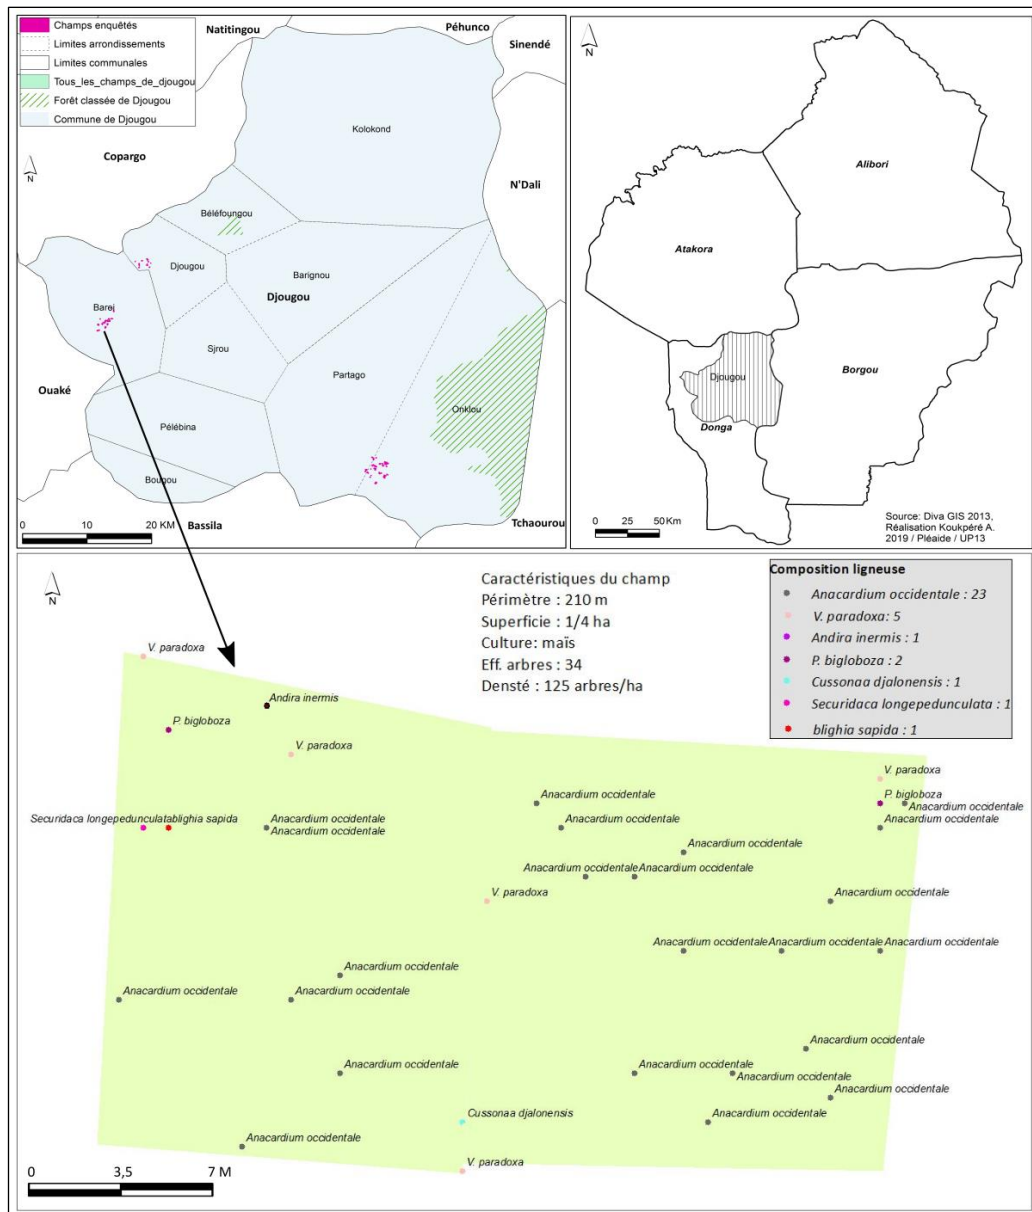 Champs enquêtés
Limites arrondissements
Limites communales
Tous_les_champs_de_djougou
Forêt classée de Djougou
Commune de Djougou
Natitingou
Péhunco
Sinendé
Kolokond
Copargo
N
N'Dali
Béléfoungou
Djougou
Barignou
Djougou
Barei
Sjrou
Ouaké
Partago
Onklou
Pélébina
Bougou
0 10 20 KM
Bassila
Tchaourou
N
Alibori
Atakora
Borgou
Djougou
Donga
0 25 50 Km
Source: Diva GIS 2013,
Réalisation Koukpéré A.
2019 / Pléaide / UP13
N
Caractéristiques du champ
Périmètre : 210 m
Superficie : 1/4 ha
Culture: maïs
Eff. arbres : 34
Densté : 125 arbres/ha
Composition ligneuse
Anacardium occidentale : 23
V. paradoxa: 5
Andira inermis : 1
P. bigloboza : 2
Cussonaa djalonensis : 1
Securidaca longepedunculata : 1
blighia sapida : 1
V. paradoxa
Andira inermis
P. bigloboza
V. paradoxa
V. paradoxa
Anacardium occidentale
P. bigloboza
Anacardium occidentale
Securidaca longepedunculatablighia sapida
Anacardium occidentale
Anacardium occidentale
Anacardium occidentale
Anacardium occidentale
Anacardium occidentale
Anacardium occidentale
Anacardium occidentale
V. paradoxa
Anacardium occidentale
Anacardium occidentale
Anacardium occidentale
Anacardium occidentale
Anacardium occidentale
Anacardium occidentale
Anacardium occidentale
Anacardium occidentale
Anacardium occidentale
Anacardium occidentale
Anacardium occidentale
Anacardium occidentale
Cussonaa djalonensis
Anacardium occidentale
Anacardium occidentale
V. paradoxa
0 3,5 7 M